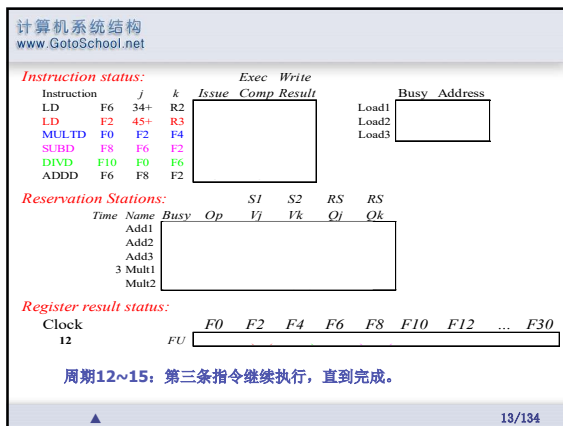 计算机系统结构
www.GotoSchool.net
Instruction status: Exec Write
Instruction j k Issue Comp Result Busy Address
LD F6 34+ R2 Load1
LD F2 45+ R3 Load2
MULTD F0 F2 F4 Load3
SUBD F8 F6 F2
DIVD F10 F0 F6
ADDD F6 F8 F2
Reservation Stations: S1 S2 RS RS
Time Name Busy Op Vj Vk Qj Qk
Add1
Add2
Add3
3 Mult1
Mult2
Register result status:
Clock F0 F2 F4 F6 F8 F10 F12 ... F30
12 FU
周期12~15：第三条指令继续执行，直到完成。
13/134